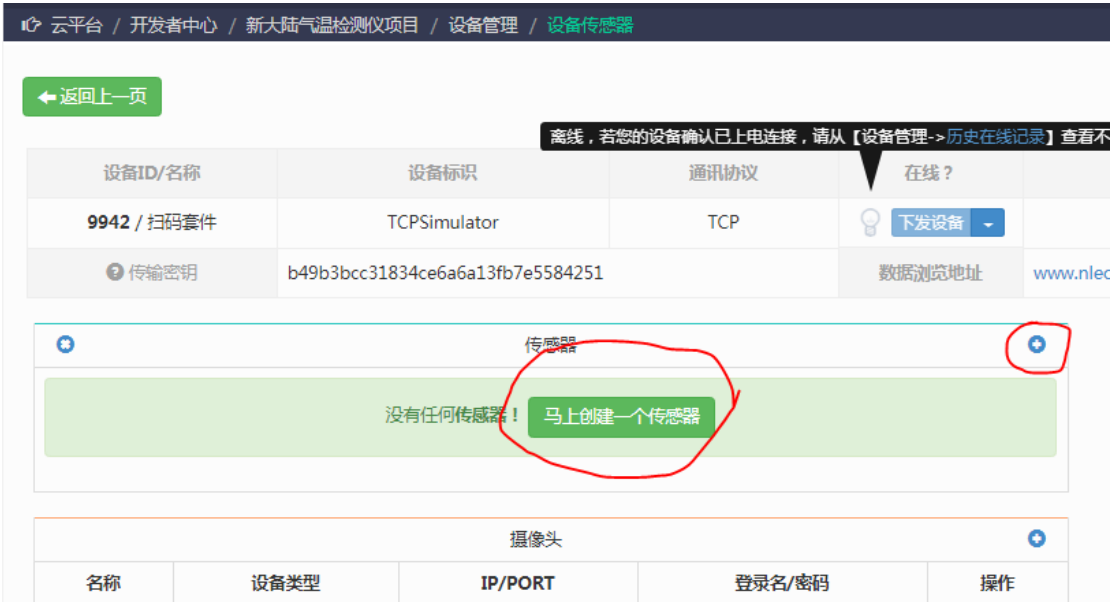 云平台 / 开发者中心 / 新大陆气温检测仪项目 / 设备管理 / 设备传感器
返回上一页
离线，若您的设备确认已上电连接，请从【设备管理->历史在线记录】查看不
设备ID/名称 设备标识 通讯协议 在线？
9942 / 扫码套件 TCPSimulator TCP 下发设备
传输密钥 b49b3bcc31834ce6a6a13fb7e5584251 数据浏览地址 www.nlec
传感器
没有任何传感器！ 马上创建一个传感器
摄像头
名称 设备类型 IP/PORT 登录名/密码 操作